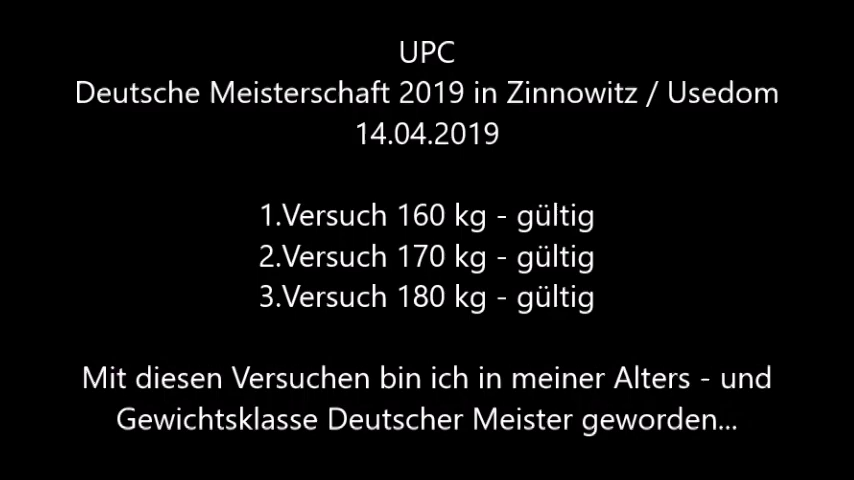 UPC
Deutsche Meisterschaft 2019 in Zinnowitz / Usedom
14.04.2019
1.Versuch 160 kg - gültig
2.Versuch 170 kg - gültig
3.Versuch 180 kg - gültig
Mit diesen Versuchen bin ich in meiner Alters - und
Gewichtsklasse Deutscher Meister geworden...